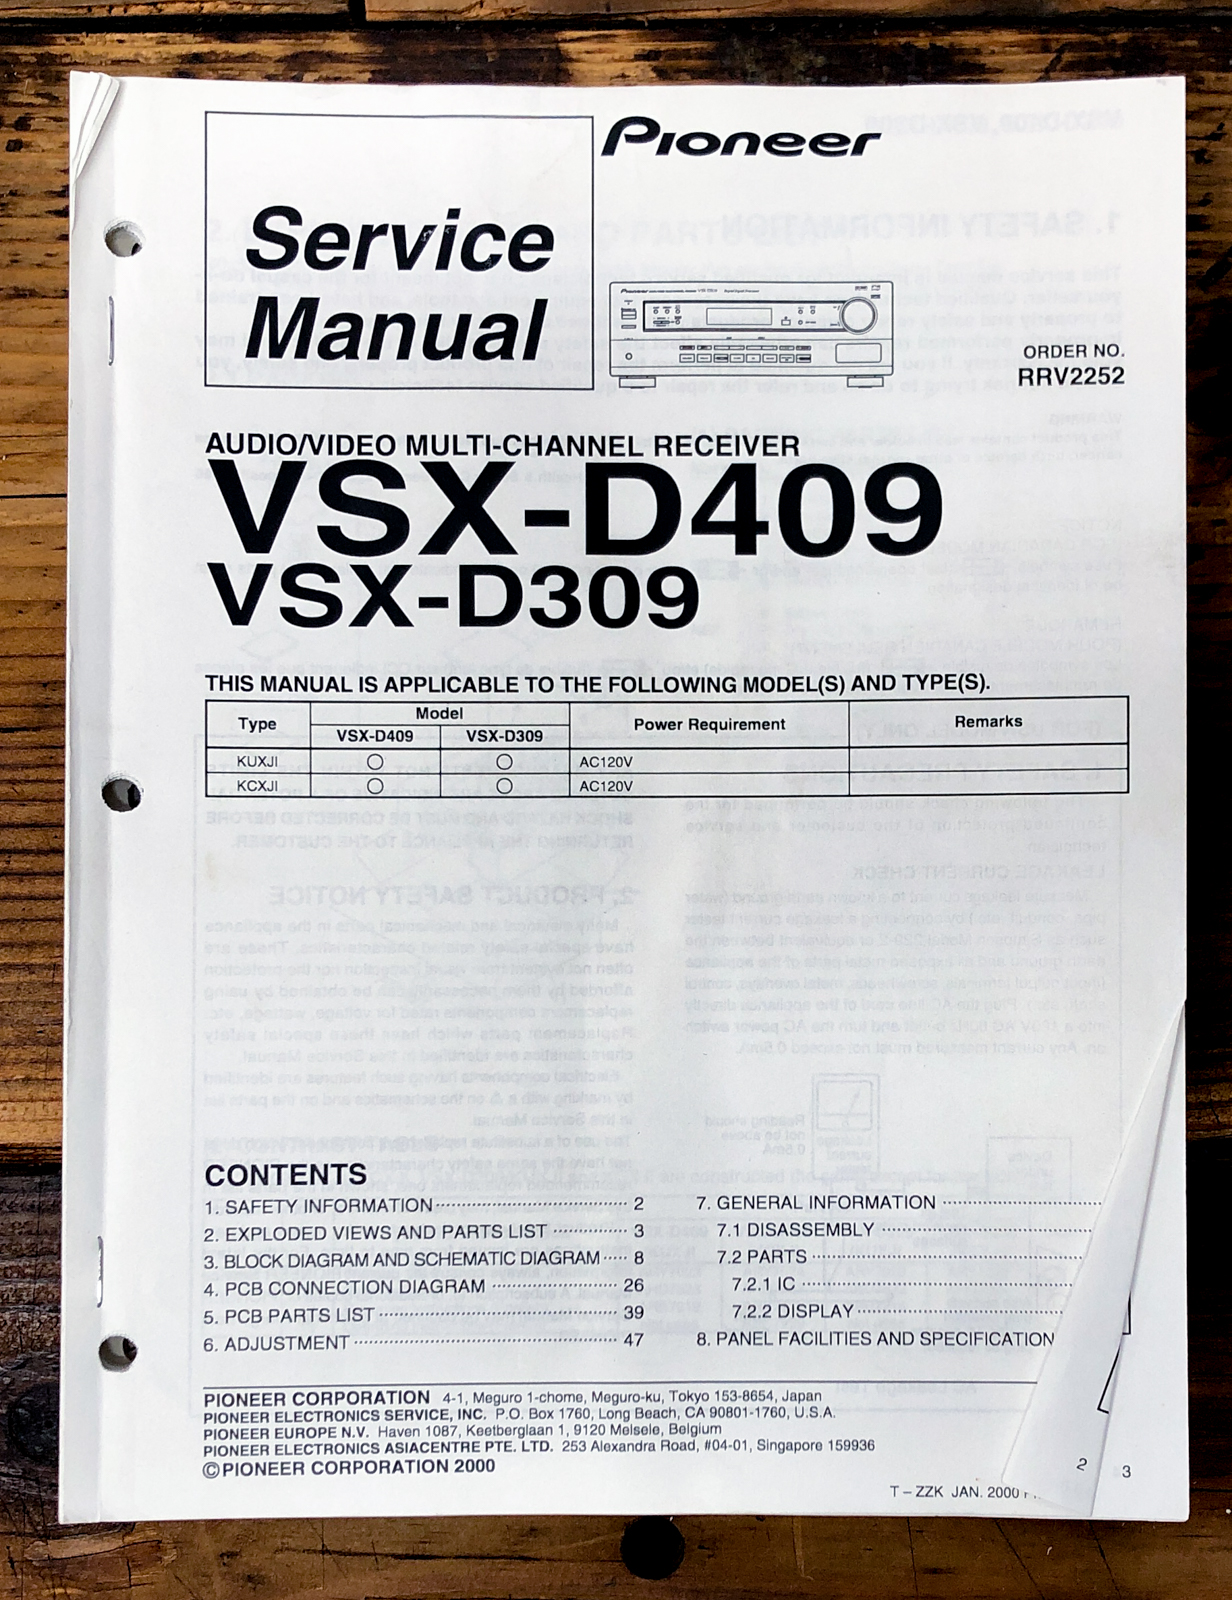 Service
Manual
Pioneer
ORDER NO.
RRV2252
AUDIO/VIDEO MULTI-CHANNEL RECEIVER
VSX-D409
VSX-D309
THIS MANUAL IS APPLICABLE TO THE FOLLOWING MODEL(S) AND TYPE(S).
Type Model Power Requirement Remarks
VSX-D409 VSX-D309
KUXJI ○ ○ AC120V
KCXJI ○ ○ AC120V
CONTENTS
1. SAFETY INFORMATION 2
2. EXPLODED VIEWS AND PARTS LIST 3
3. BLOCK DIAGRAM AND SCHEMATIC DIAGRAM 8
4. PCB CONNECTION DIAGRAM 26
5. PCB PARTS LIST 39
6. ADJUSTMENT 47
7. GENERAL INFORMATION
7.1 DISASSEMBLY
7.2 PARTS
7.2.1 IC
7.2.2 DISPLAY
8. PANEL FACILITIES AND SPECIFICATION
PIONEER CORPORATION 4-1, Meguro 1-chome, Meguro-ku, Tokyo 153-8654, Japan
PIONEER ELECTRONICS SERVICE, INC. P.O. Box 1760, Long Beach, CA 90801-1760, U.S.A.
PIONEER EUROPE N.V. Haven 1087, Keetberglaan 1, 9120 Melsele, Belgium
PIONEER ELECTRONICS ASIACENTRE PTE. LTD. 253 Alexandra Road, #04-01, Singapore 159936
©PIONEER CORPORATION 2000
2
3
T – ZZK JAN. 2000